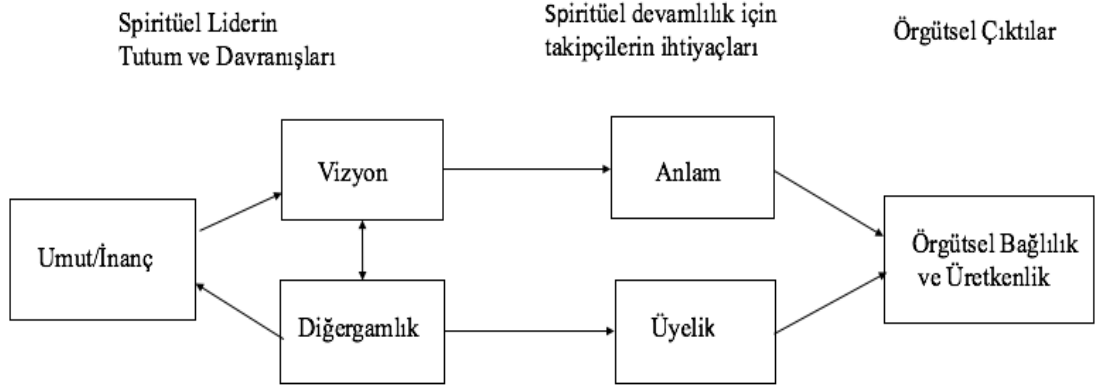 Spiritüel Liderin
Tutum ve Davranışları
Spiritüel devamlılık için
takipçilerin ihtiyaçları
Örgütsel Çıktılar
Vizyon
Anlam
Umut/İnanç
Örgütsel Bağlılık
ve Üretkenlik
Diğergamlık
Üyelik